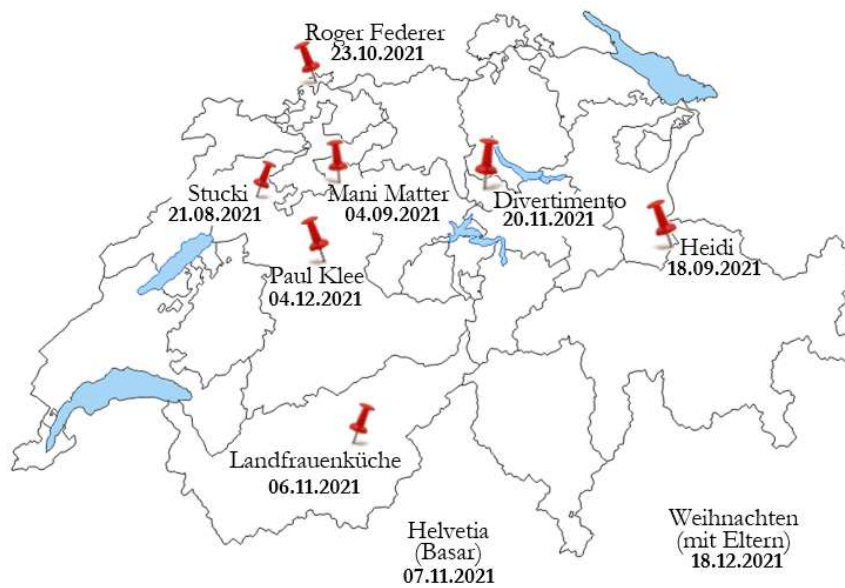 Roger Federer
23.10.2021
Stucki
21.08.2021
Mani Matter
04.09.2021
Divertimento
20.11.2021
Heidi
18.09.2021
Paul Klee
04.12.2021
Landfrauenküche
06.11.2021
Helvetia
(Basar)
07.11.2021
Weihnachten
(mit Eltern)
18.12.2021